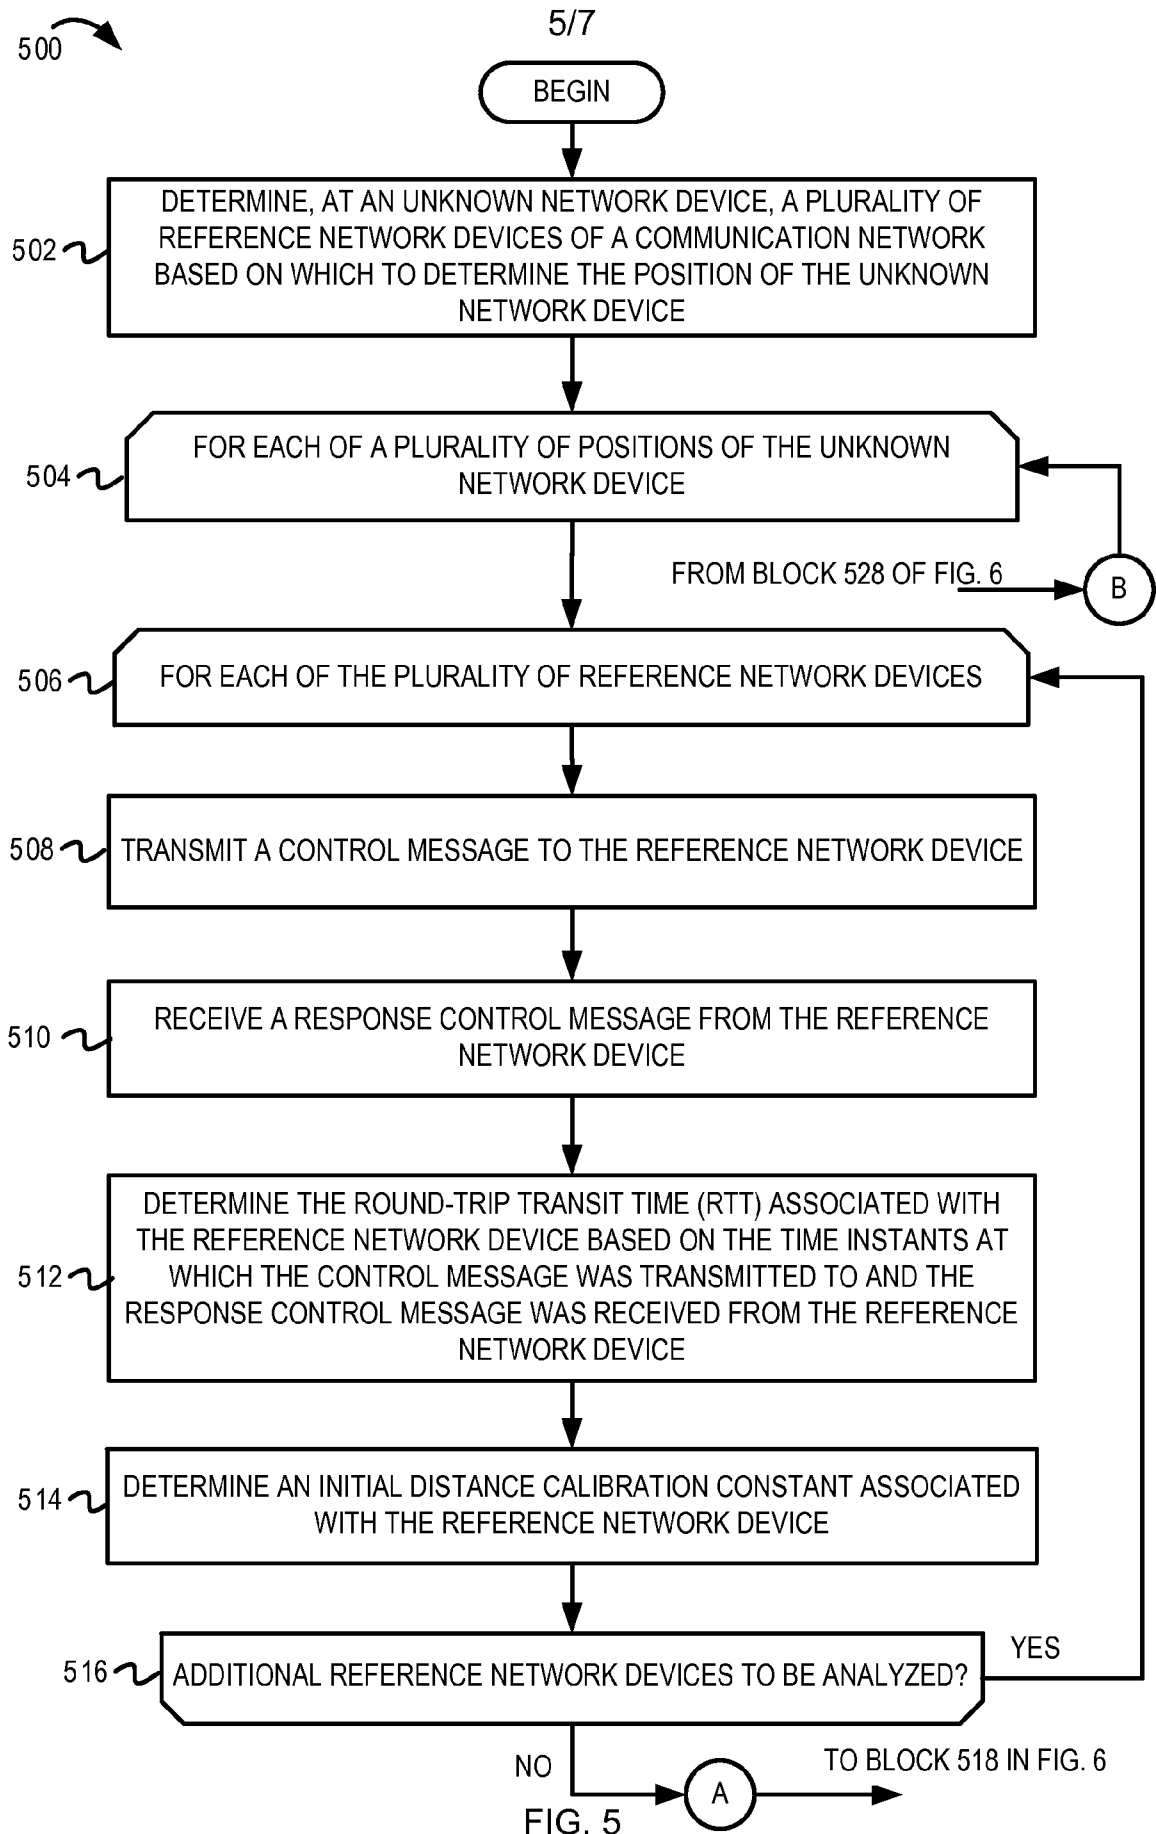 500
5/7
BEGIN
502
DETERMINE, AT AN UNKNOWN NETWORK DEVICE, A PLURALITY OF
REFERENCE NETWORK DEVICES OF A COMMUNICATION NETWORK
BASED ON WHICH TO DETERMINE THE POSITION OF THE UNKNOWN
NETWORK DEVICE
504
FOR EACH OF A PLURALITY OF POSITIONS OF THE UNKNOWN
NETWORK DEVICE
FROM BLOCK 528 OF FIG. 6
B
506
FOR EACH OF THE PLURALITY OF REFERENCE NETWORK DEVICES
508
TRANSMIT A CONTROL MESSAGE TO THE REFERENCE NETWORK DEVICE
510
RECEIVE A RESPONSE CONTROL MESSAGE FROM THE REFERENCE
NETWORK DEVICE
512
DETERMINE THE ROUND-TRIP TRANSIT TIME (RTT) ASSOCIATED WITH
THE REFERENCE NETWORK DEVICE BASED ON THE TIME INSTANTS AT
WHICH THE CONTROL MESSAGE WAS TRANSMITTED TO AND THE
RESPONSE CONTROL MESSAGE WAS RECEIVED FROM THE REFERENCE
NETWORK DEVICE
514
DETERMINE AN INITIAL DISTANCE CALIBRATION CONSTANT ASSOCIATED
WITH THE REFERENCE NETWORK DEVICE
516
ADDITIONAL REFERENCE NETWORK DEVICES TO BE ANALYZED?
YES
NO
A
TO BLOCK 518 IN FIG. 6
FIG. 5